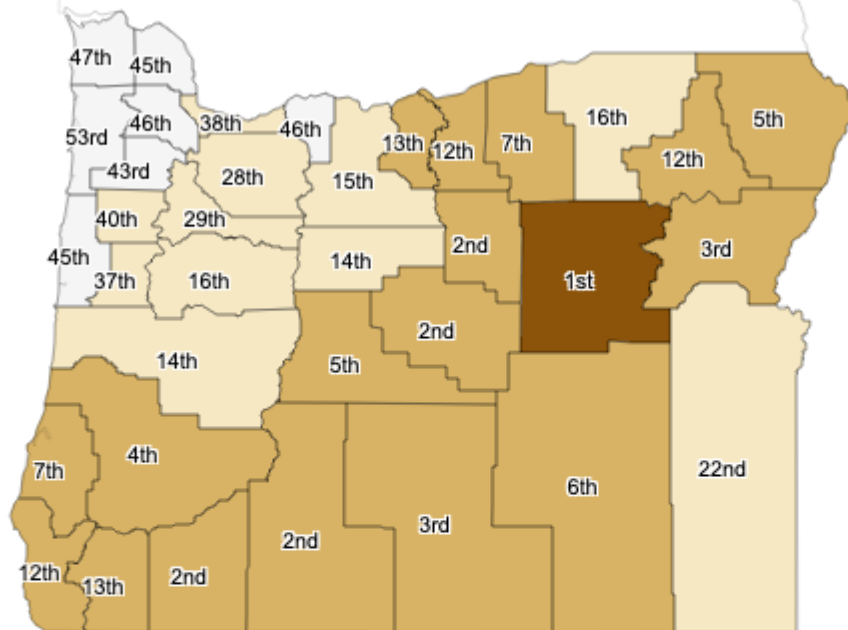 47th
45th
53rd
46th
38th
46th
43rd
28th
15th
13th
12th
7th
16th
12th
5th
40th
29th
45th
37th
16th
14th
2nd
1st
3rd
14th
5th
2nd
7th
4th
2nd
3rd
6th
22nd
12th
13th
2nd